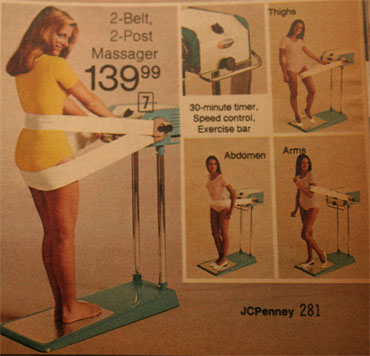 2-Belt,
2-Post
Massager
139 99
7
30-minute timer,
Speed control,
Exercise bar
Thighs
Abdomen
Arms
JCPenney 281